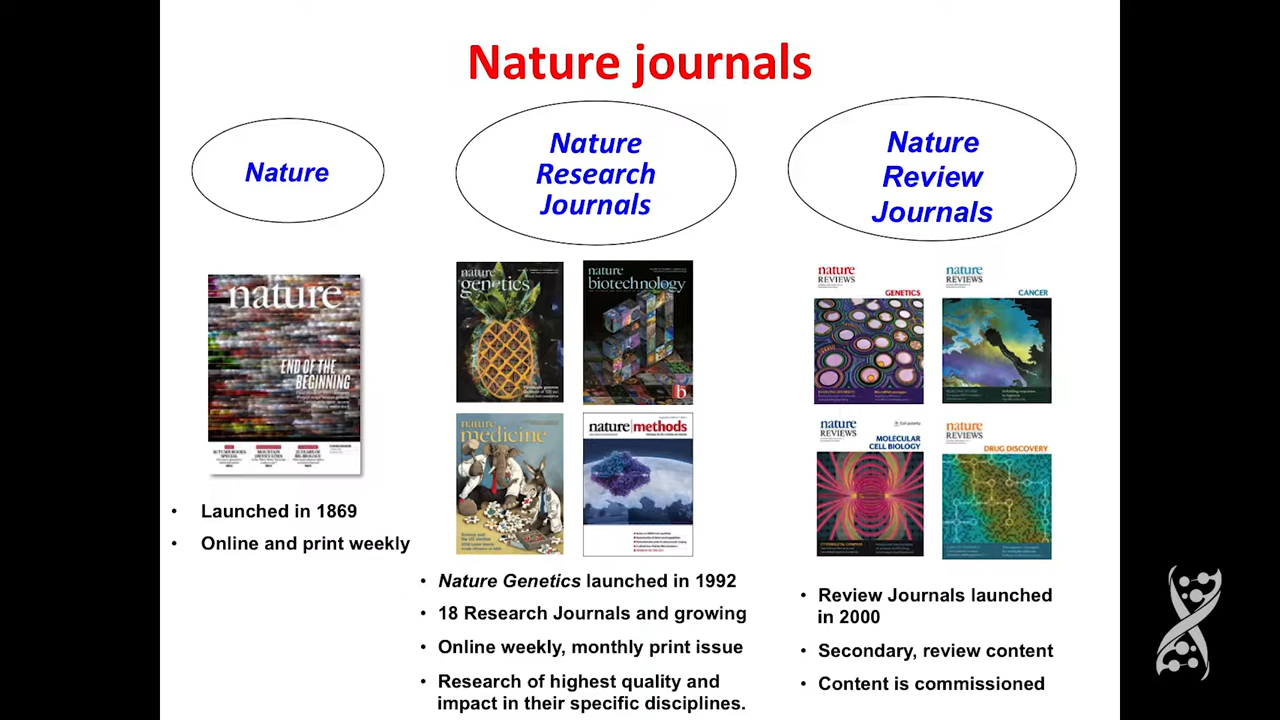 Nature journals
Nature
Nature
Research
Journals
Nature
Review
Journals
nature
END OF THE
BEGINNING
nature
genetics
nature
biotechnology
b
nature
medicine
nature methods
nature
REVIEWS
GENETICS
nature
REVIEWS
CANCER
nature
REVIEWS
MOLECULAR
CELL BIOLOGY
nature
REVIEWS
DRUG DISCOVERY
• Launched in 1869
• Online and print weekly
• Nature Genetics launched in 1992
• 18 Research Journals and growing
• Online weekly, monthly print issue
• Research of highest quality and
impact in their specific disciplines.
• Review Journals launched
in 2000
• Secondary, review content
• Content is commissioned